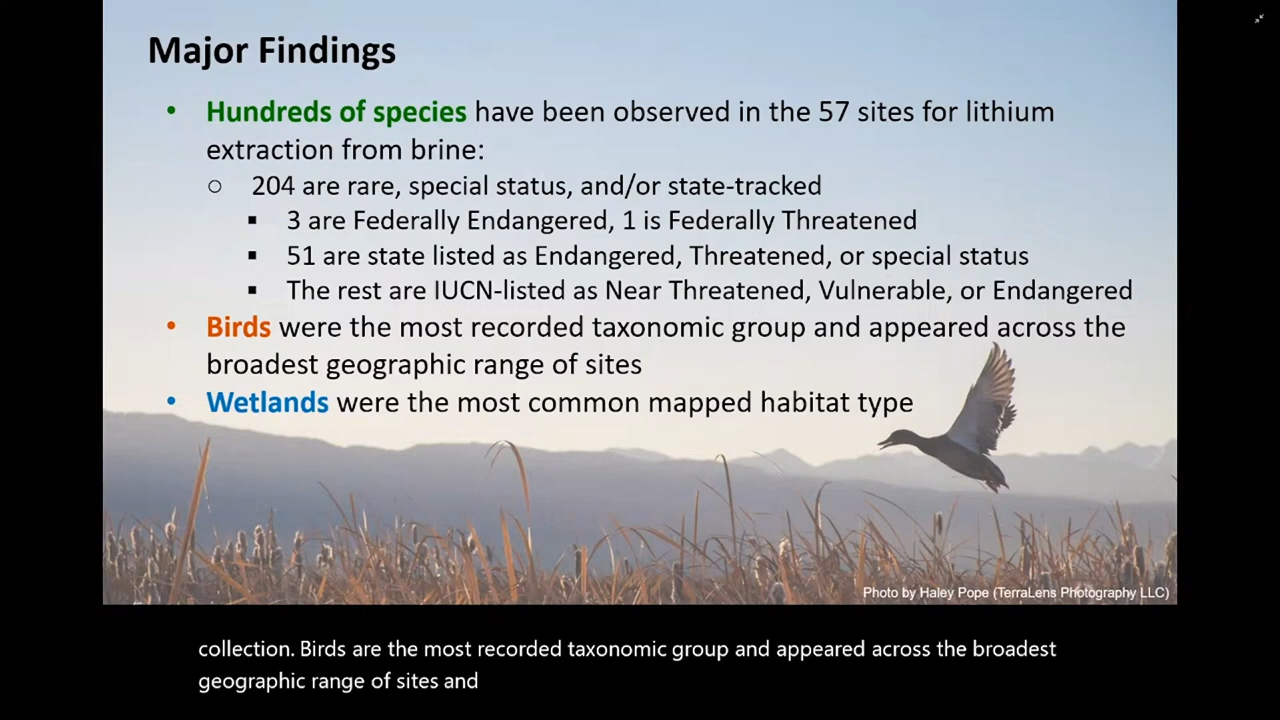 Major Findings
• Hundreds of species have been observed in the 57 sites for lithium
extraction from brine:
○ 204 are rare, special status, and/or state-tracked
▪ 3 are Federally Endangered, 1 is Federally Threatened
▪ 51 are state listed as Endangered, Threatened, or special status
▪ The rest are IUCN-listed as Near Threatened, Vulnerable, or Endangered
• Birds were the most recorded taxonomic group and appeared across the
broadest geographic range of sites
• Wetlands were the most common mapped habitat type
Photo by Haley Pope (TerraLens Photography LLC)
collection. Birds are the most recorded taxonomic group and appeared across the broadest
geographic range of sites and